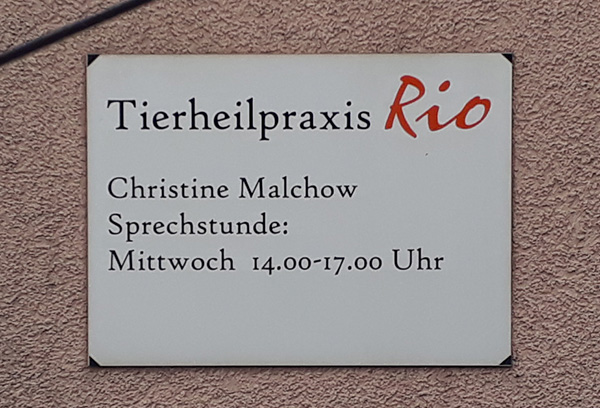 Tierheilpraxis Rio
Christine Malchow
Sprechstunde:
Mittwoch 14.00-17.00 Uhr